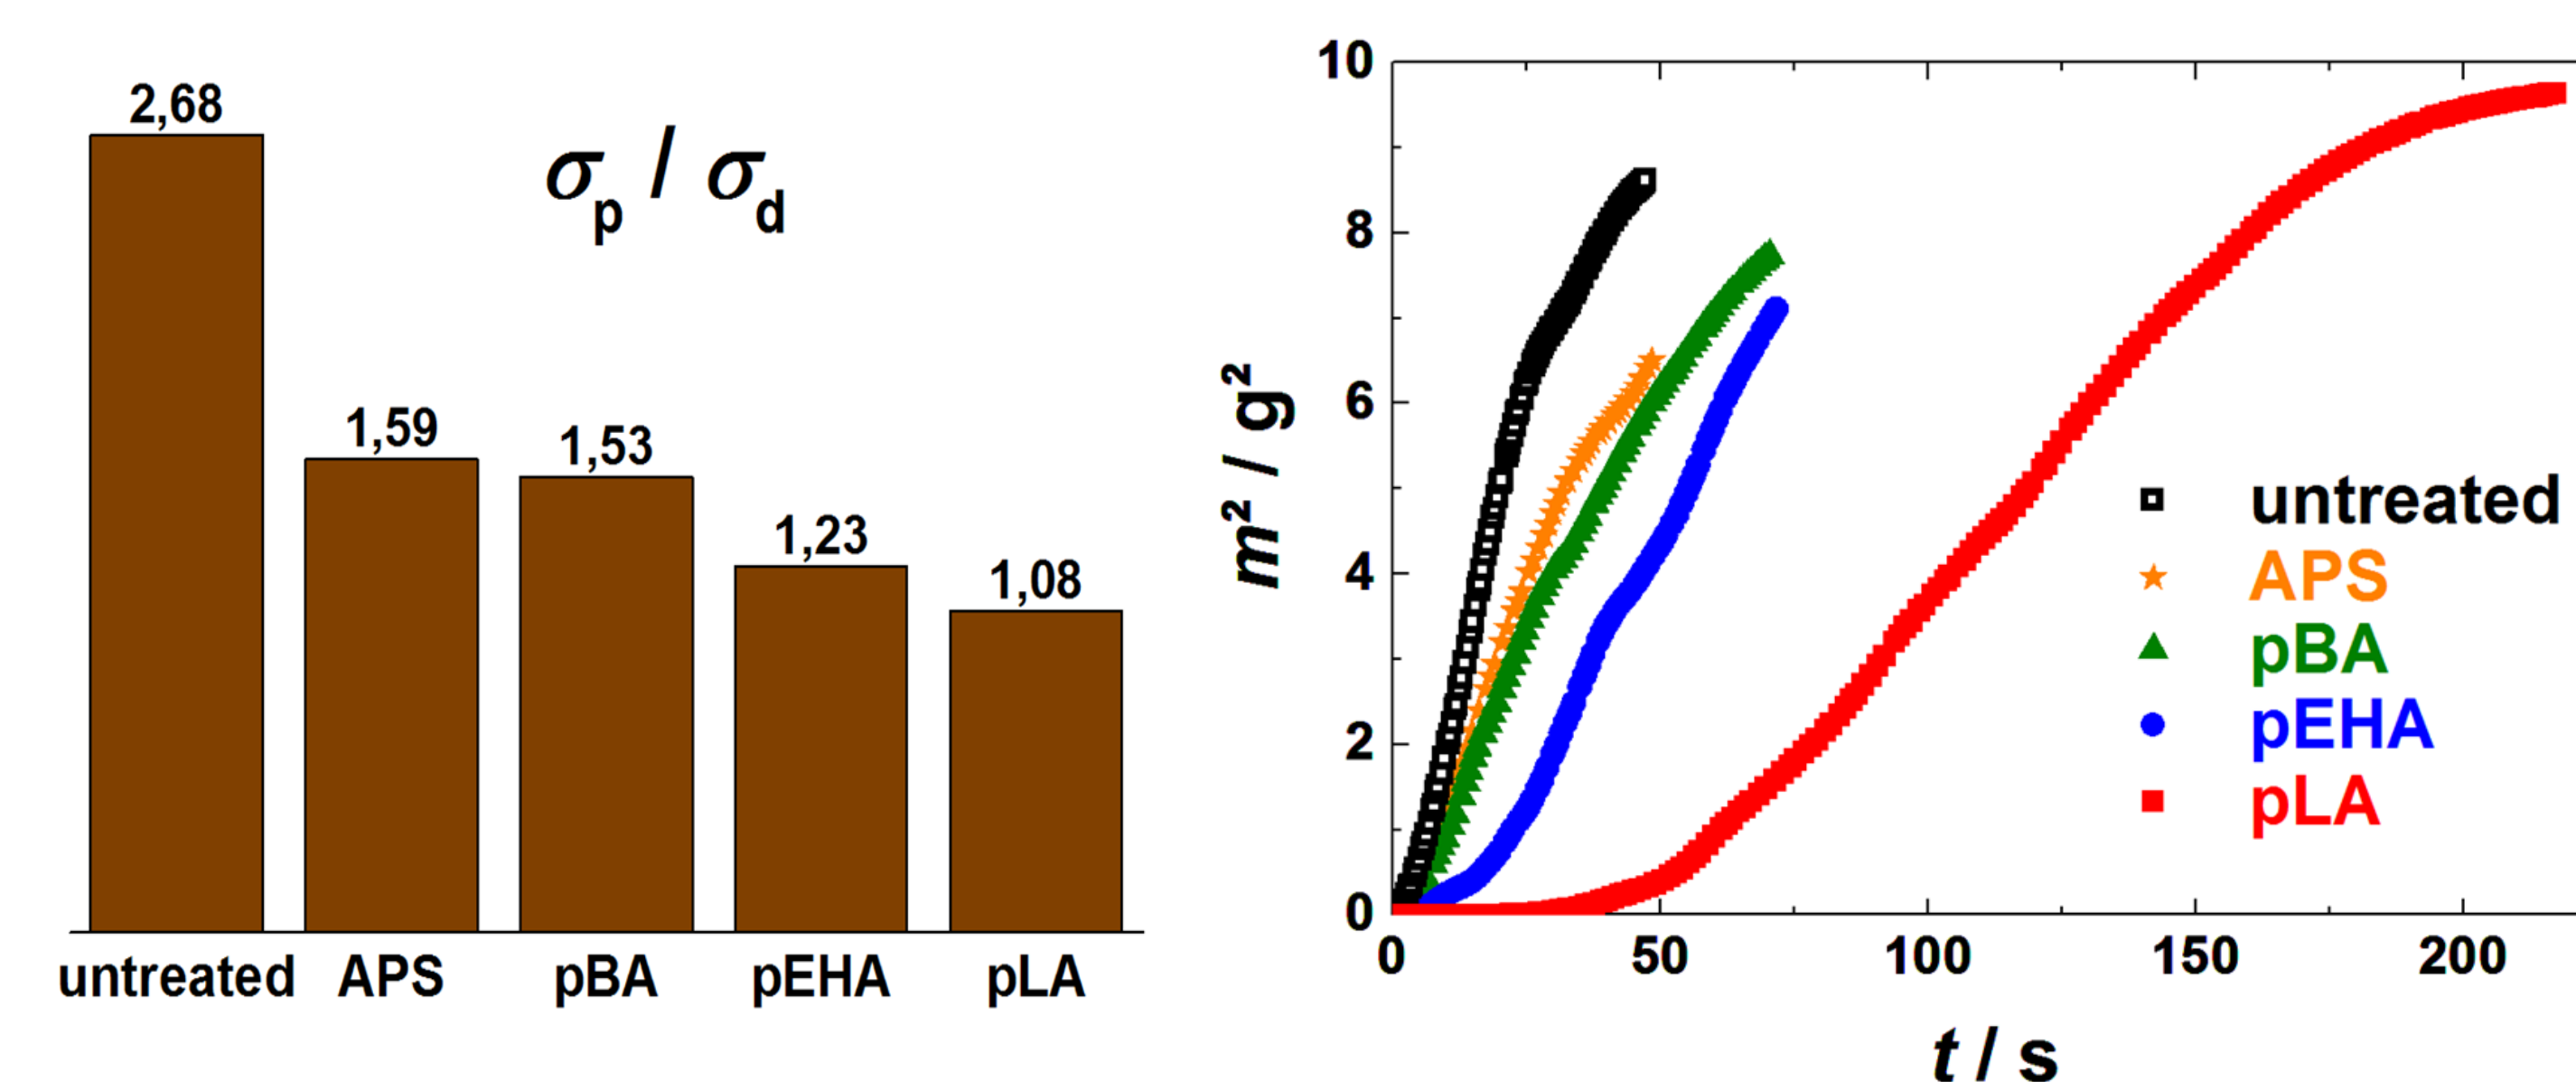 2,68
1,59
1,53
1,23
1,08
σp / σd
untreated APS pBA pEHA pLA
10
8
6
4
2
0
m² / g²
0 50 100 150 200
t / s
untreated
APS
pBA
pEHA
pLA